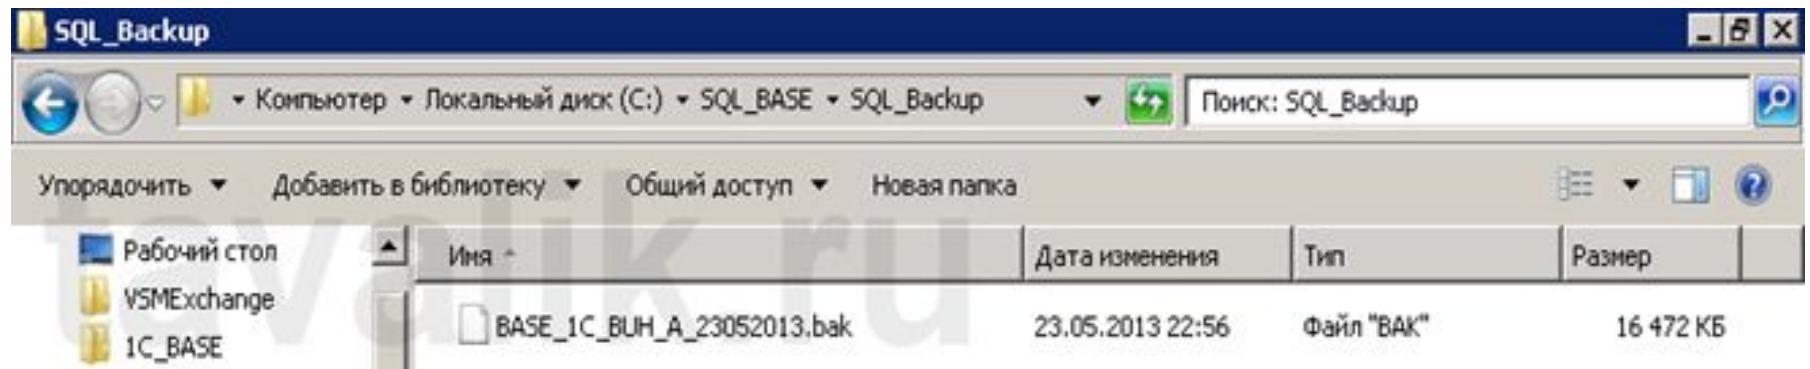 SQL_Backup
Компьютер Локальный диск (C:) SQL_BASE SQL_Backup Поиск: SQL_Backup
Упорядочить Добавить в библиотеку Общий доступ Новая папка
tavalik.ru
Рабочий стол Имя Дата изменения Тип Размер
VSMExchange
BASE_1C_BUH_A_23052013.bak 23.05.2013 22:56 Файл "BAK" 16 472 КБ
1C_BASE